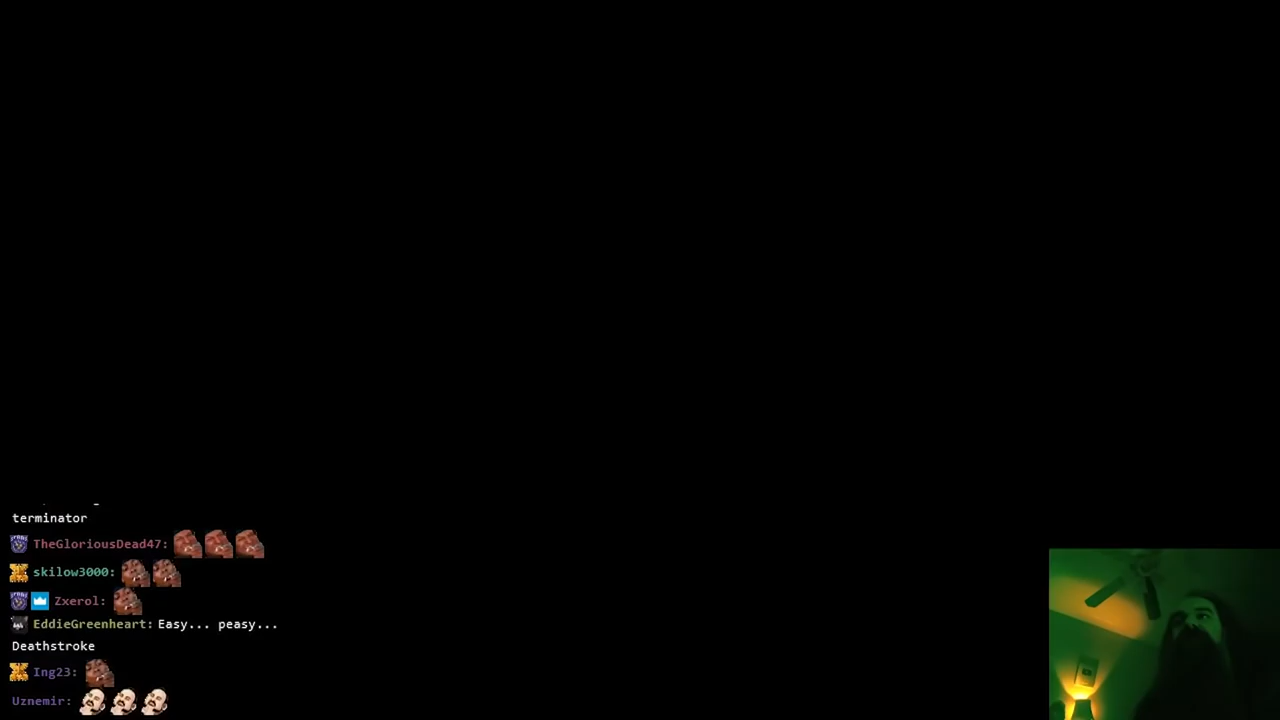 terminator
TheGloriousDead47:
skilow3000:
Zxerol:
EddieGreenheart: Easy... peasy...
Deathstroke
Ing23:
Uznemir: